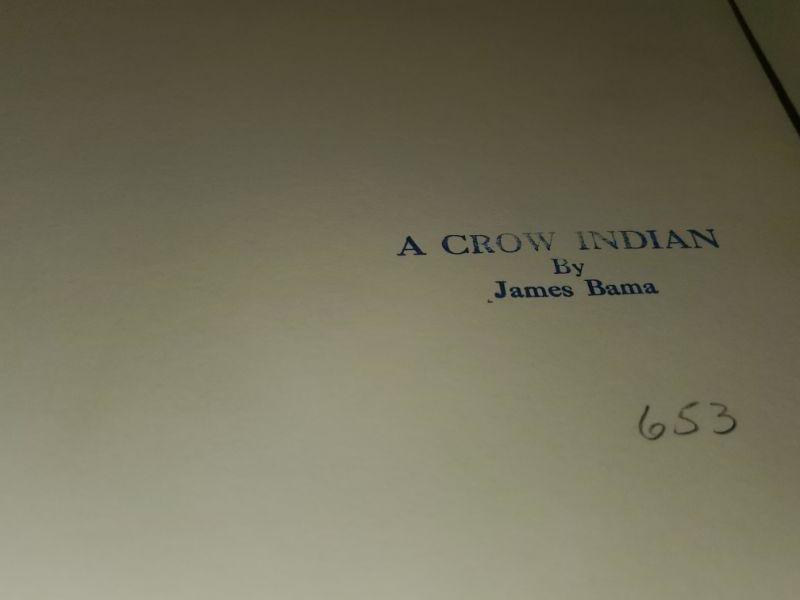 A CROW INDIAN
By
James Bama
653